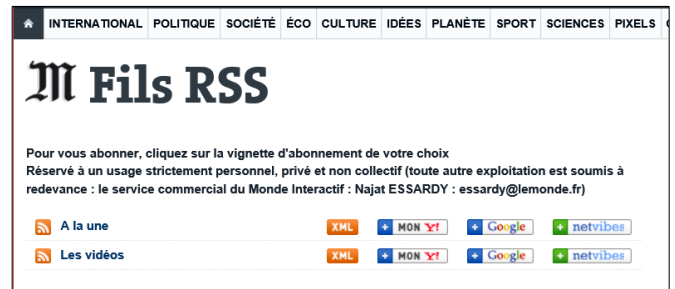 INTERNATIONAL POLITIQUE SOCIÉTÉ ÉCO CULTURE IDÉES PLANÈTE SPORT SCIENCES PIXELS
M Fils RSS
Pour vous abonner, cliquez sur la vignette d'abonnement de votre choix
Réservé à un usage strictement personnel, privé et non collectif (toute autre exploitation est soumis à
redevance : le service commercial du Monde Interactif : Najat ESSARDY : essardy@lemonde.fr)
A la une XML + MON Y! + Google + netvibes
Les vidéos XML + MON Y! + Google + netvibes